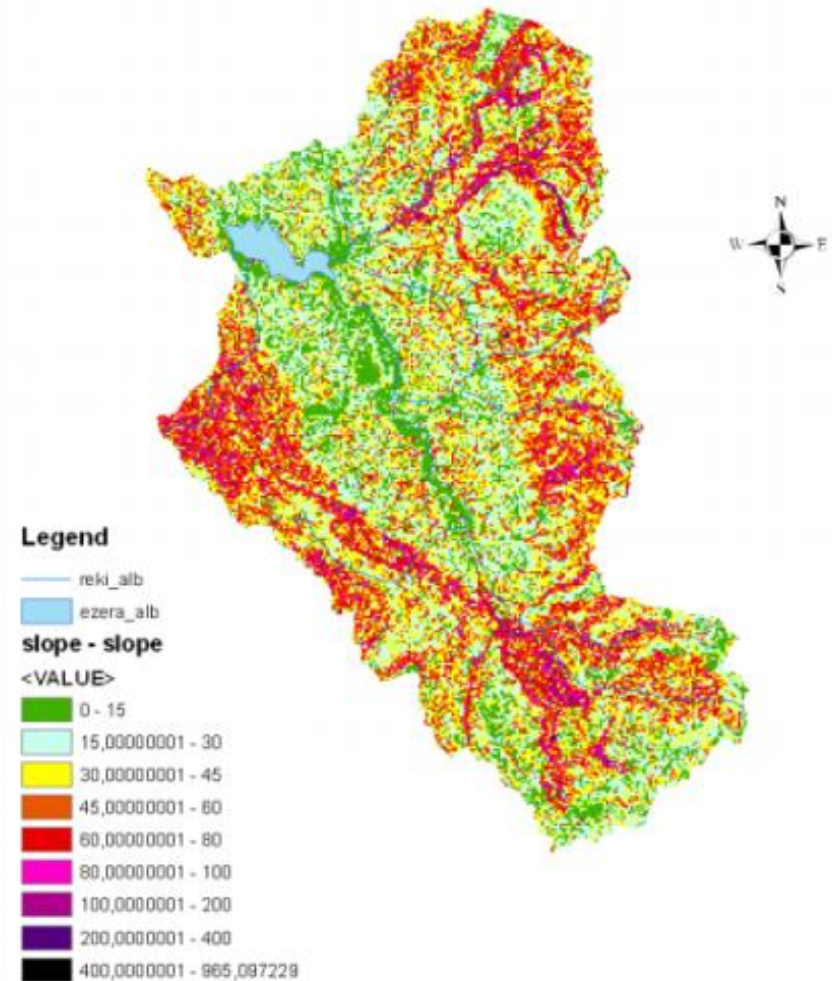 N
W E
S
Legend
reki_alb
ezera_alb
slope - slope
<VALUE>
0 - 15
15,00000001 - 30
30,00000001 - 45
45,00000001 - 60
60,00000001 - 80
80,00000001 - 100
100,0000001 - 200
200,0000001 - 400
400,0000001 - 965,097229